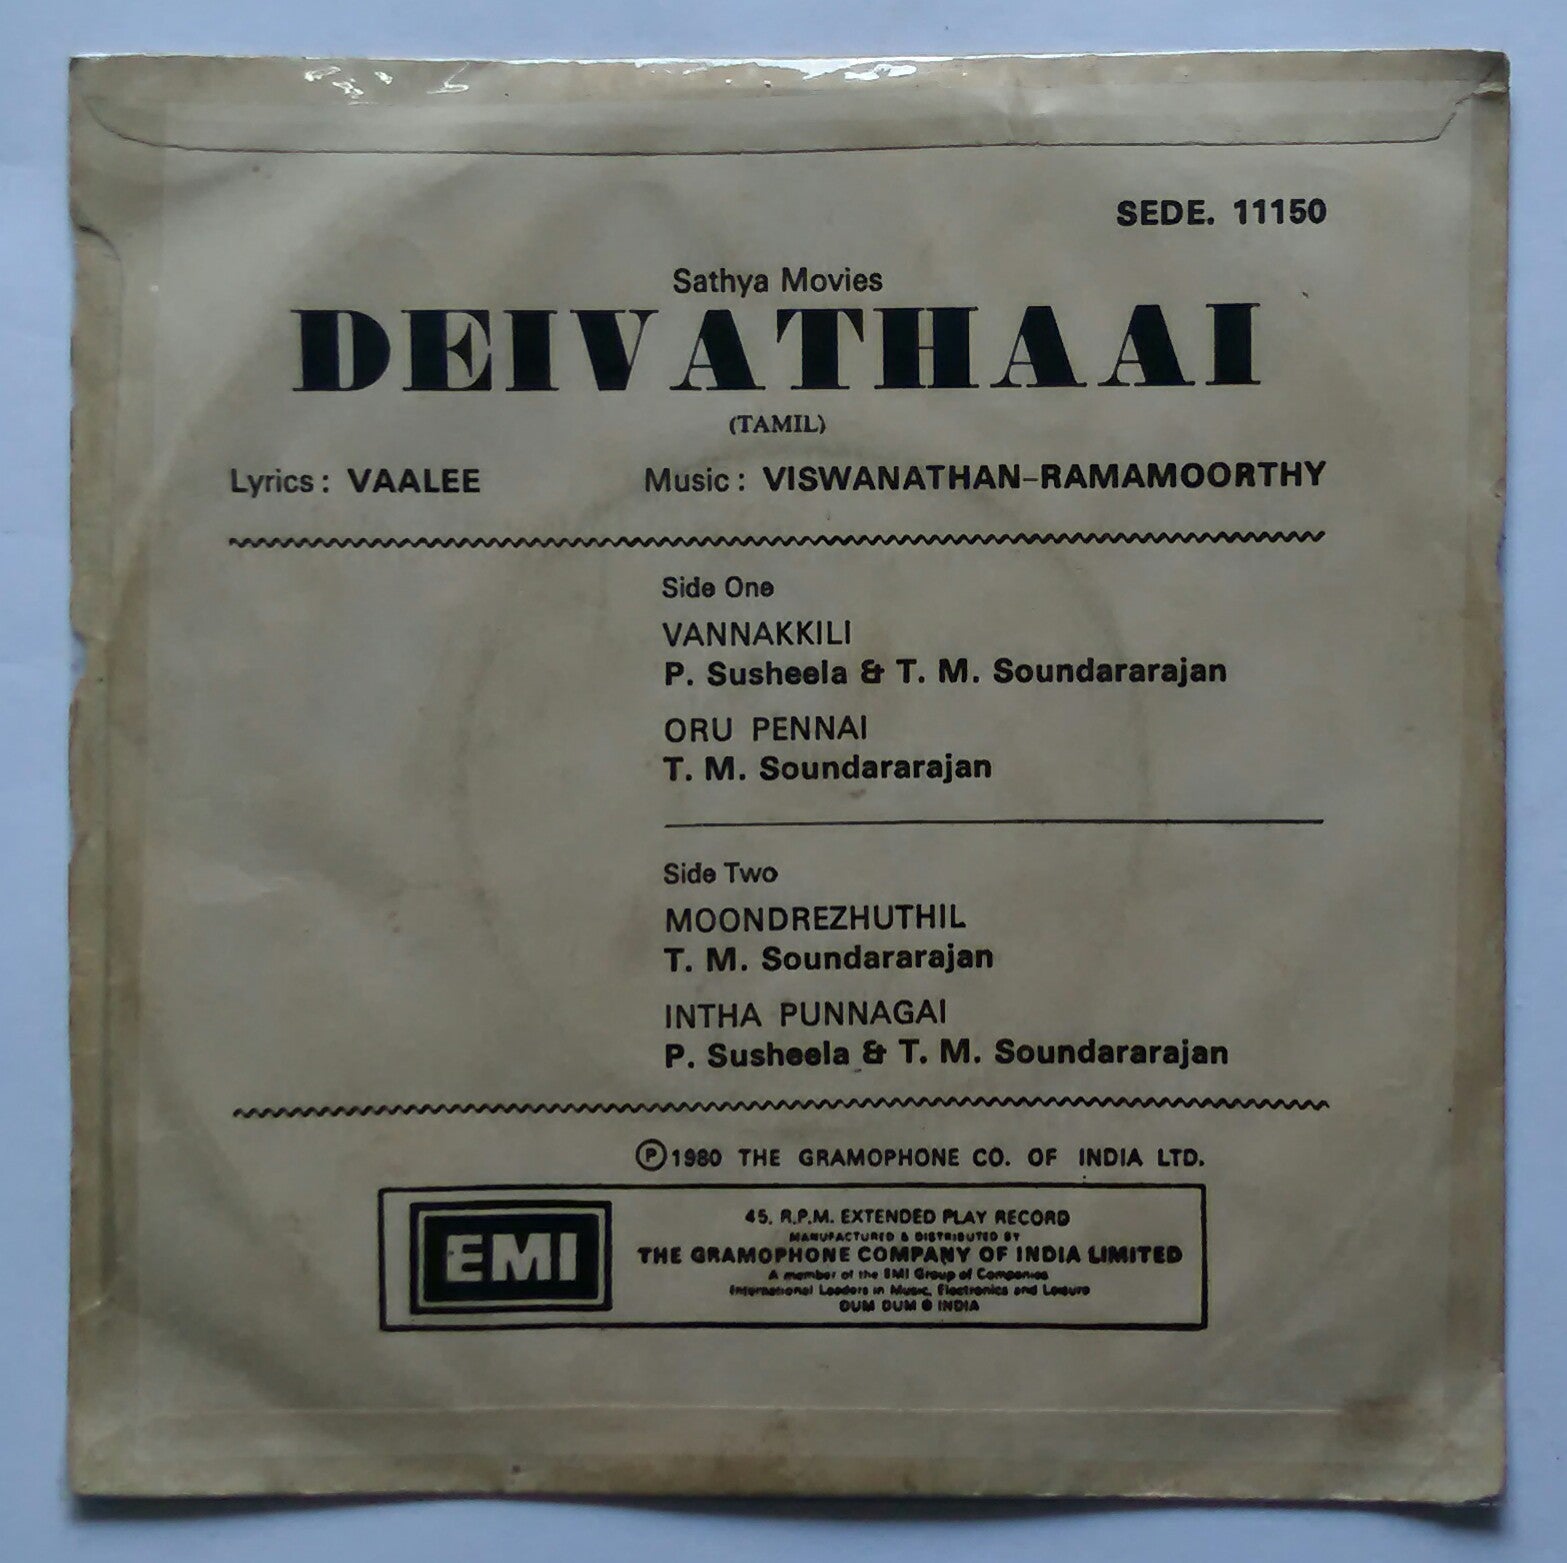 SEDE. 11150
Sathya Movies
DEIVATHAAI
(TAMIL)
Lyrics : VAALEE Music : VISWANATHAN-RAMAMOORTHY
Side One
VANNAKKILI
P. Susheela & T. M. Soundararajan
ORU PENNAI
T. M. Soundararajan
Side Two
MOONDREZHUTHIL
T. M. Soundararajan
INTHA PUNNAGAI
P. Susheela & T. M. Soundararajan
Ⓟ1980 THE GRAMOPHONE CO. OF INDIA LTD.
EMI
45, R.P.M. EXTENDED PLAY RECORD
MANUFACTURED & DISTRIBUTED BY
THE GRAMOPHONE COMPANY OF INDIA LIMITED
A member of the EMI Group of Companies
International Leaders in Music, Electronics and Leisure
DUM DUM ● INDIA